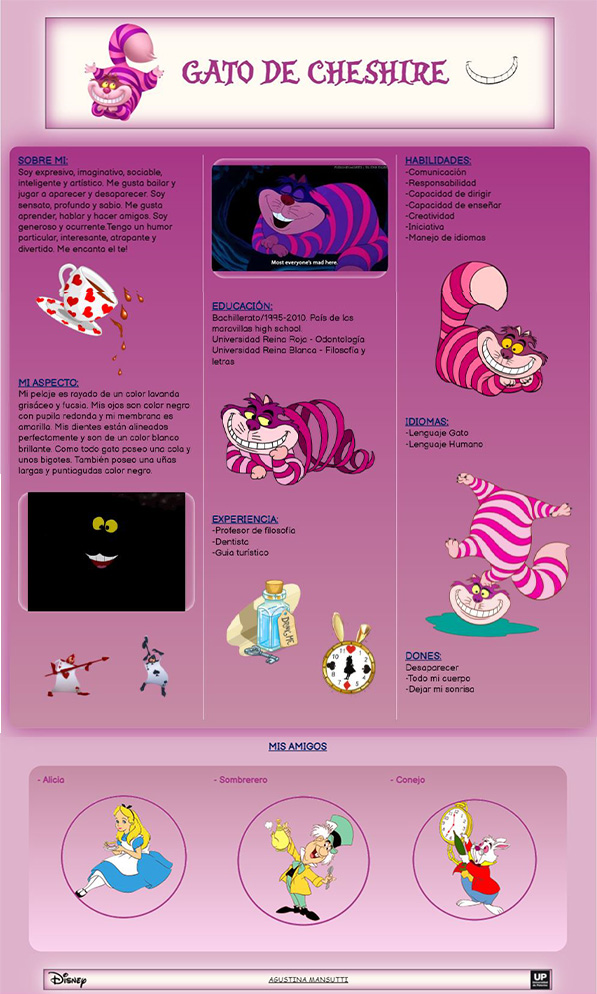 GATO DE CHESHIRE
SOBRE MI:
Soy expresivo, imaginativo, sociable,
inteligente y artístico. Me gusta bailar y
jugar a aparecer y desaparecer. Soy
sensato, profundo y sabio. Me gusta
aprender, hablar y hacer amigos. Soy
generoso y ocurrente.Tengo un humor
particular, interesante, atrapante y
divertido. Me encanta el te!
MI ASPECTO:
Mi pelaje es rayado de un color lavanda
grisáceo y fucsia. Mis ojos son color negro
con pupila redonda y mi membrana es
amarilla. Mis dientes están alineados
perfectamente y son de un color blanco
brillante. Como todo gato poseo una cola y
unos bigotes. También poseo una uñas
largas y puntiagudas color negro.
Most everyone's mad here.
EDUCACIÓN:
Bachillerato/1995-2010. País de las
maravillas high school.
Universidad Reina Roja - Odontología
Universidad Reina Blanca - Filosofía y
letras
EXPERIENCIA:
-Profesor de filosofía
-Dentista
-Guia turístico
DRINK ME
HABILIDADES:
-Comunicación
-Responsabilidad
-Capacidad de dirigir
-Capacidad de enseñar
-Creatividad
-Iniciativa
-Manejo de idiomas
IDIOMAS:
-Lenguaje Gato
-Lenguaje Humano
DONES:
Desaparecer
-Todo mi cuerpo
-Dejar mi sonrisa
MIS AMIGOS
- Alicia
- Sombrerero
- Conejo
Disney
AGUSTINA MANSUTTI
UP